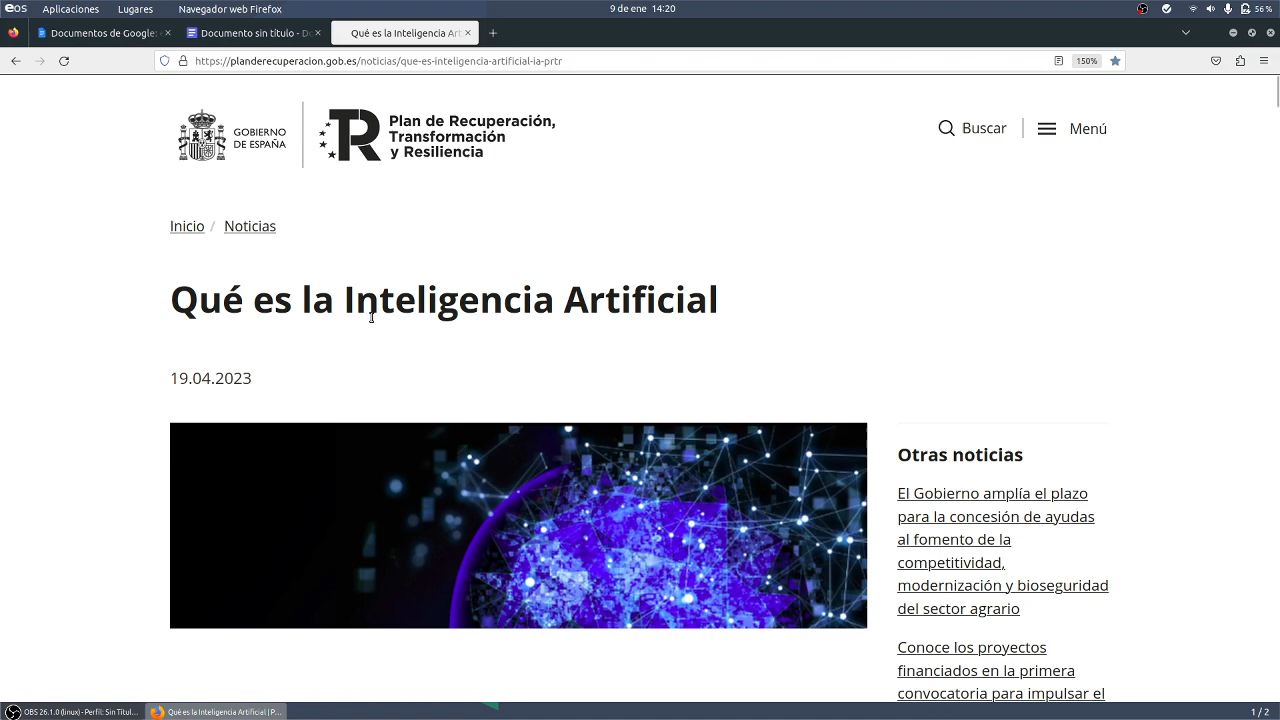 eos Aplicaciones Lugares Navegador web Firefox 9 de ene 14:20 56 %
Documentos de Google: Documento sin título - Do Qué es la Inteligencia Art
https://planderecuperacion.gob.es/noticias/que-es-inteligencia-artificial-ia-prtr 150%
GOBIERNO
DE ESPAÑA
Plan de Recuperación,
Transformación
y Resiliencia
Buscar
Menú
Inicio / Noticias
Qué es la Inteligencia Artificial
19.04.2023
Otras noticias
El Gobierno amplía el plazo
para la concesión de ayudas
al fomento de la
competitividad,
modernización y bioseguridad
del sector agrario
Conoce los proyectos
financiados en la primera
convocatoria para impulsar el
OBS 26.1.0 (linux) - Perfil: Sin Títul... Qué es la Inteligencia Artificial | P... 1 / 2